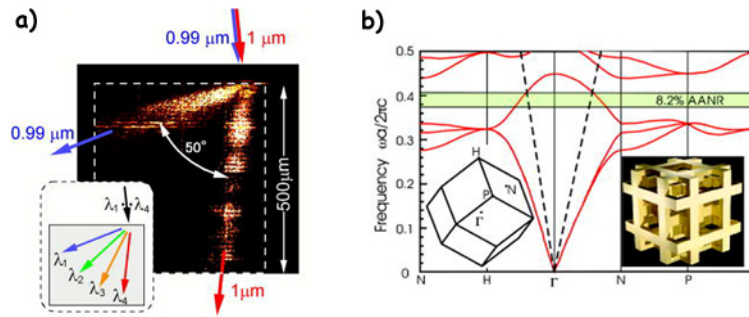 a)
0.99 μm
1 μm
0.99 μm
50°
500μm
λ₁..λ₄
λ₁
λ₂
λ₃
λ₄
1μm
b)
Frequency ωa/2πc
0.5
0.4
0.3
0.2
0.1
0
8.2% AANR
H
N
P
Γ
N
H
Γ
N
P